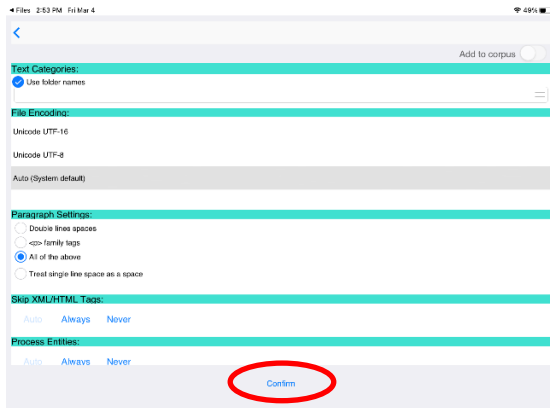 Files 2:53 PM Fri Mar 4 49%
Add to corpus
Text Categories:
Use folder names
File Encoding:
Unicode UTF-16
Unicode UTF-8
Auto (System default)
Paragraph Settings:
Double lines spaces
<p> family tags
All of the above
Treat single line space as a space
Skip XML/HTML Tags:
Auto Always Never
Process Entities:
Auto Always Never
Confirm